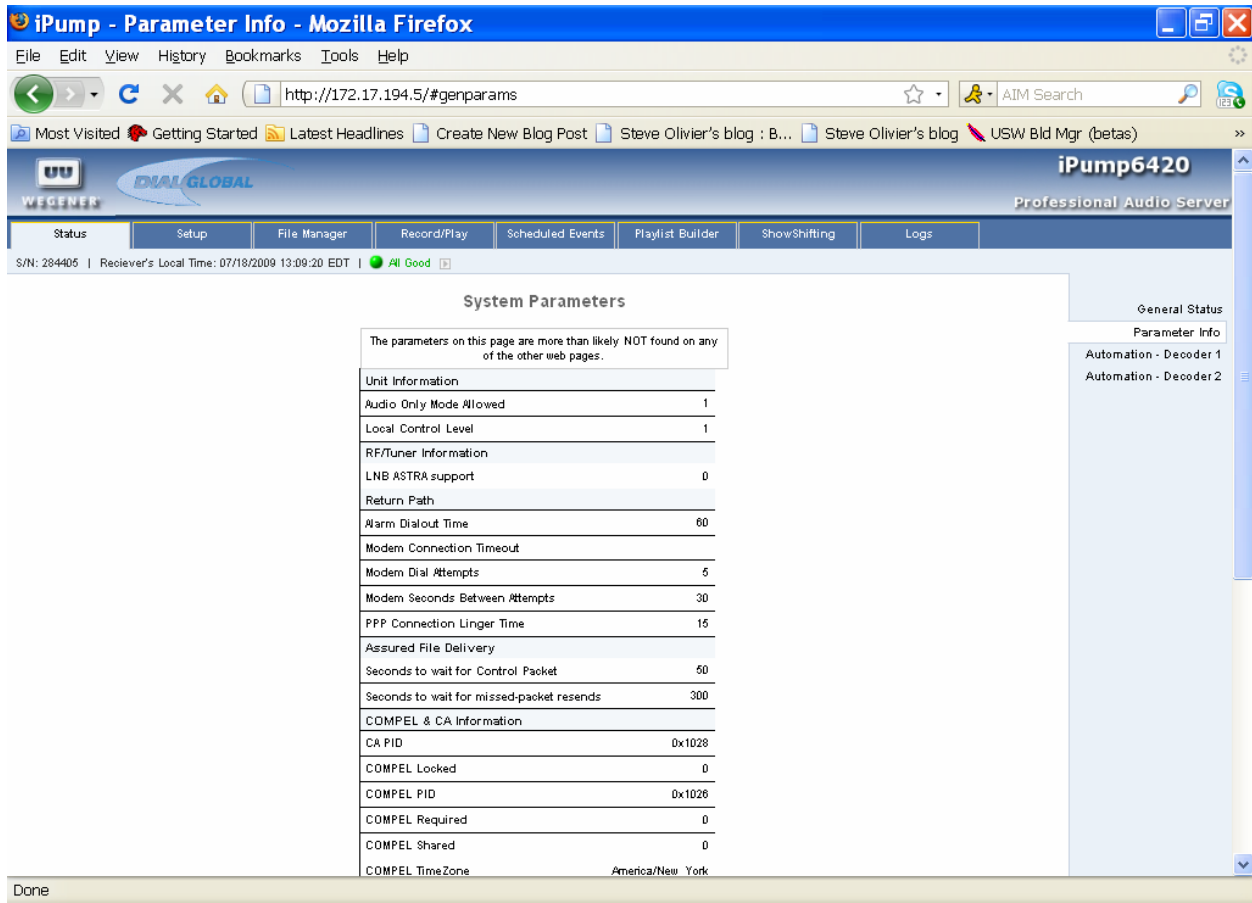 iPump - Parameter Info - Mozilla Firefox
File Edit View History Bookmarks Tools Help
http://172.17.194.5/#genparams
AIM Search
Most Visited Getting Started Latest Headlines Create New Blog Post Steve Olivier's blog : B... Steve Olivier's blog USW Bld Mgr (betas) »
WEGENER
DIAL GLOBAL
iPump6420
Professional Audio Server
Status Setup File Manager Record/Play Scheduled Events Playlist Builder ShowShifting Logs
S/N: 284405 | Reciever's Local Time: 07/18/2009 13:09:20 EDT | All Good
System Parameters
The parameters on this page are more than likely NOT found on any
of the other web pages.
Unit Information
Audio Only Mode Allowed 1
Local Control Level 1
RF/Tuner Information
LNB ASTRA support 0
Return Path
Alarm Dialout Time 60
Modem Connection Timeout
Modem Dial Attempts 5
Modem Seconds Between Attempts 30
PPP Connection Linger Time 15
Assured File Delivery
Seconds to wait for Control Packet 50
Seconds to wait for missed-packet resends 300
COMPEL & CA Information
CA PID 0x1028
COMPEL Locked 0
COMPEL PID 0x1026
COMPEL Required 0
COMPEL Shared 0
COMPEL TimeZone America/New York
General Status
Parameter Info
Automation - Decoder 1
Automation - Decoder 2
Done